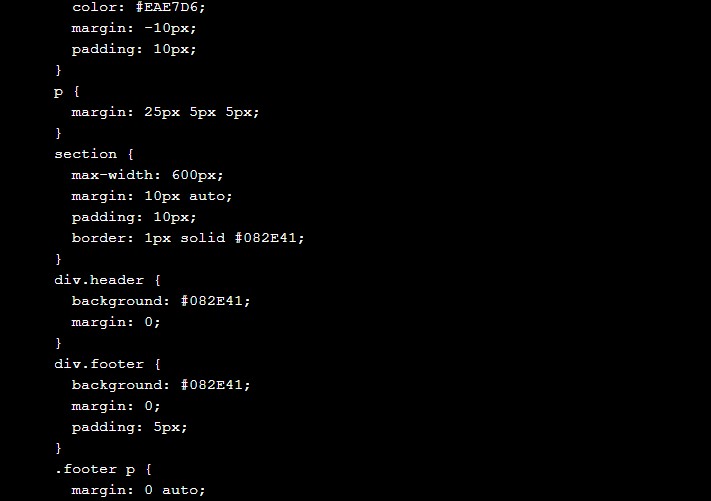 color: #EAE7D6;
margin: -10px;
padding: 10px;
}
p {
margin: 25px 5px 5px;
}
section {
max-width: 600px;
margin: 10px auto;
padding: 10px;
border: 1px solid #082E41;
}
div.header {
background: #082E41;
margin: 0;
}
div.footer {
background: #082E41;
margin: 0;
padding: 5px;
}
.footer p {
margin: 0 auto;